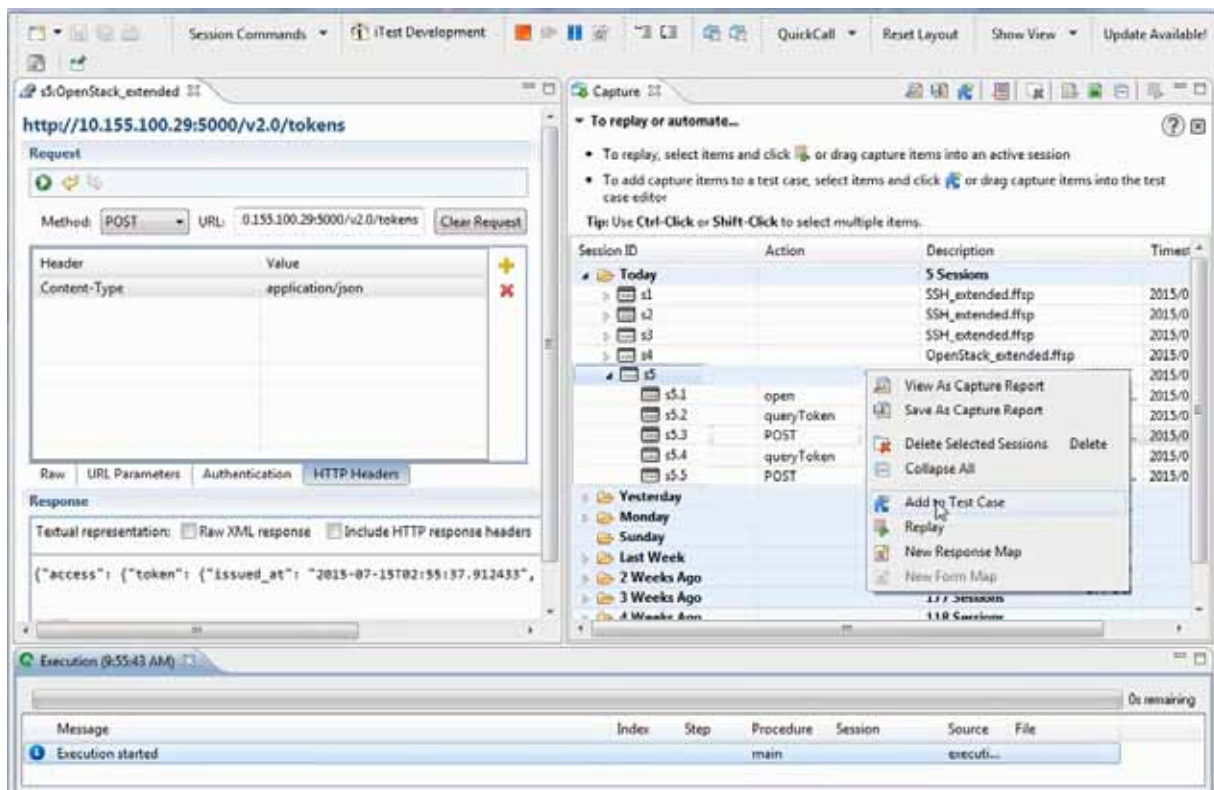 Session Commands iTest Development QuickCall Reset Layout Show View Update Available!
s5:OpenStack_extended
http://10.155.100.29:5000/v2.0/tokens
Request
Method: POST URL: 0.155.100.29:5000/v2.0/tokens Clear Request
Header Value
Content-Type application/json
Raw URL Parameters Authentication HTTP Headers
Response
Textual representation: Raw XML response Include HTTP response headers
{"access": {"token": {"issued_at": "2015-07-15T02:55:37.912433",
Capture
To replay or automate...
• To replay, select items and click or drag capture items into an active session
• To add capture items to a test case, select items and click or drag capture items into the test
case editor
Tip: Use Ctrl-Click or Shift-Click to select multiple items.
Session ID Action Description Timest
Today 5 Sessions
s1 SSH_extended.ffsp 2015/0
s2 SSH_extended.ffsp 2015/0
s3 SSH_extended.ffsp 2015/0
s4 OpenStack_extended.ffsp 2015/0
s5 2015/0
s5.1 open 2015/0
s5.2 queryToken 2015/0
s5.3 POST 2015/0
s5.4 queryToken 2015/0
s5.5 POST 2015/0
Yesterday
Monday
Sunday
Last Week
2 Weeks Ago
3 Weeks Ago 177 Sessions
4 Weeks Ago 118 Sessions
View As Capture Report
Save As Capture Report
Delete Selected Sessions Delete
Collapse All
Add to Test Case
Replay
New Response Map
New Form Map
Execution (9:55:43 AM)
0s remaining
Message Index Step Procedure Session Source File
Execution started main executi...